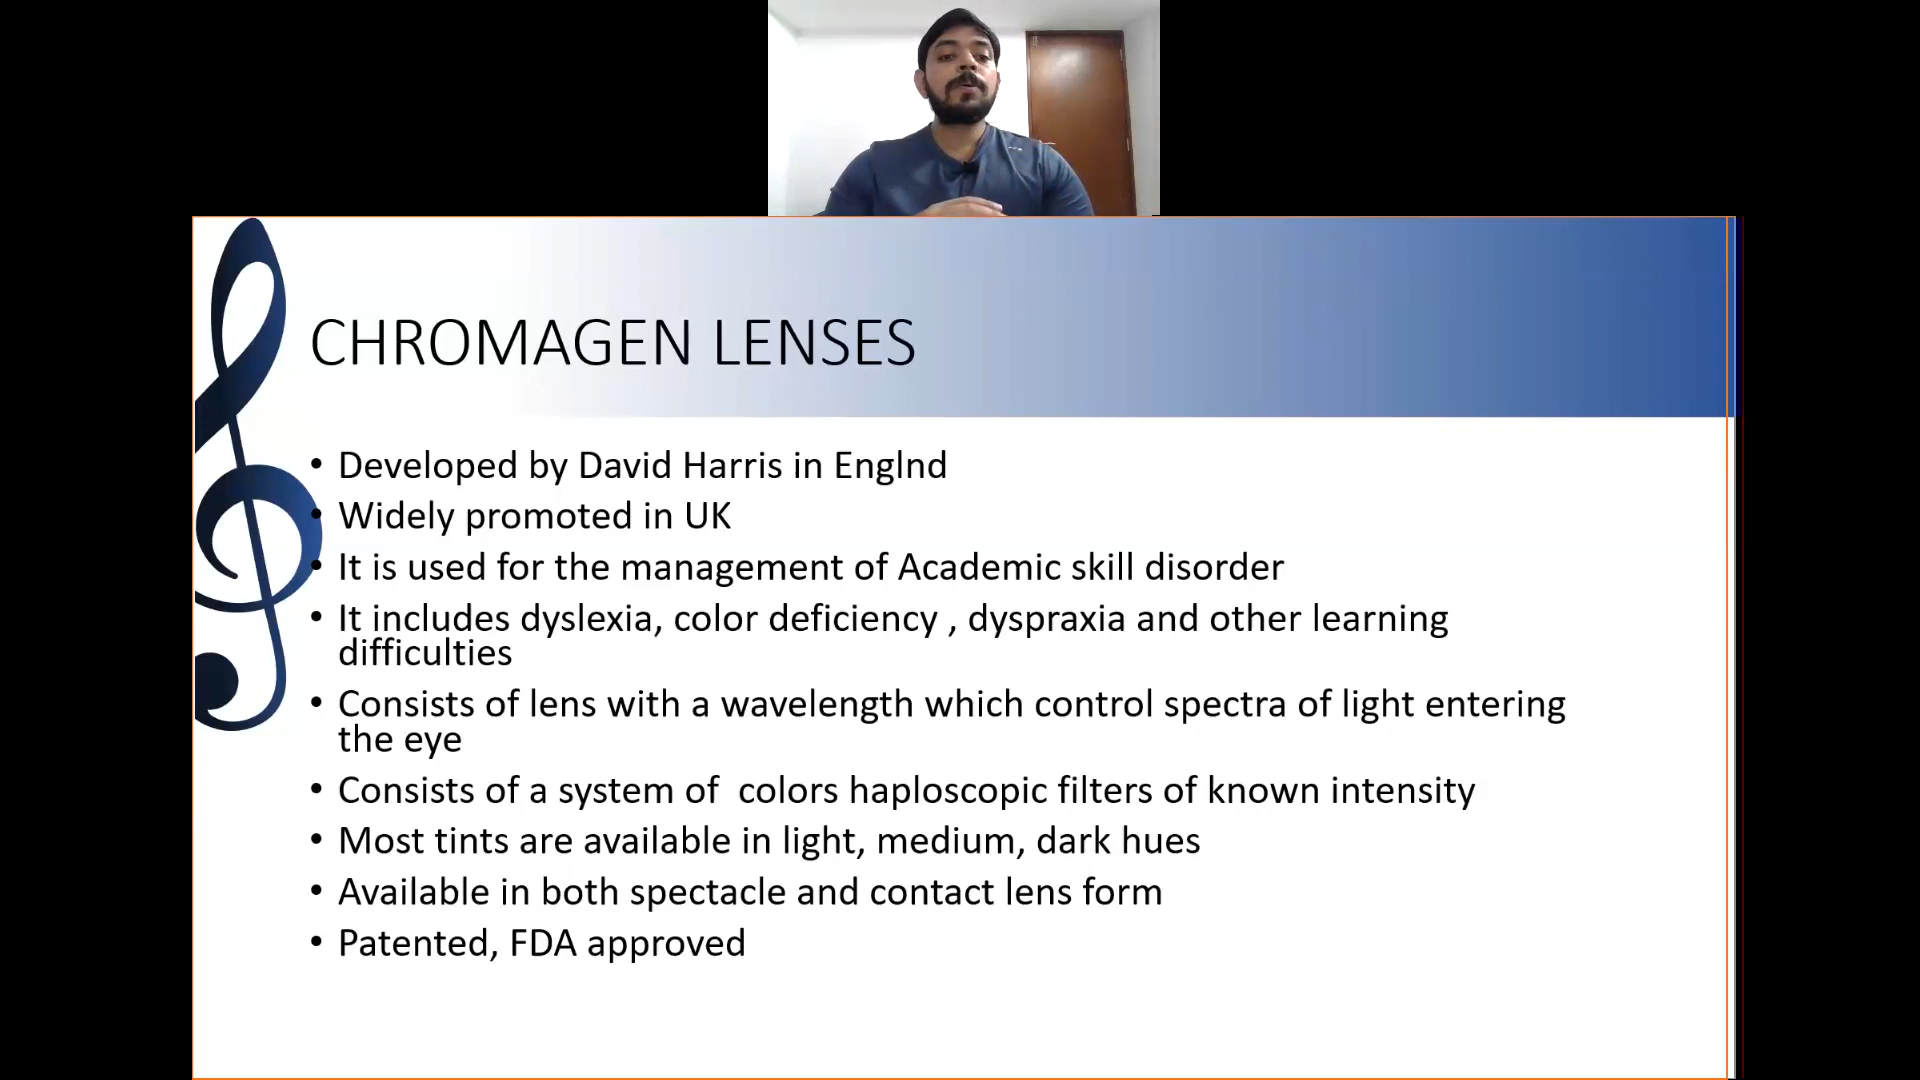 CHROMAGEN LENSES
• Developed by David Harris in Englnd
• Widely promoted in UK
• It is used for the management of Academic skill disorder
• It includes dyslexia, color deficiency , dyspraxia and other learning
difficulties
• Consists of lens with a wavelength which control spectra of light entering
the eye
• Consists of a system of  colors haploscopic filters of known intensity
• Most tints are available in light, medium, dark hues
• Available in both spectacle and contact lens form
• Patented, FDA approved